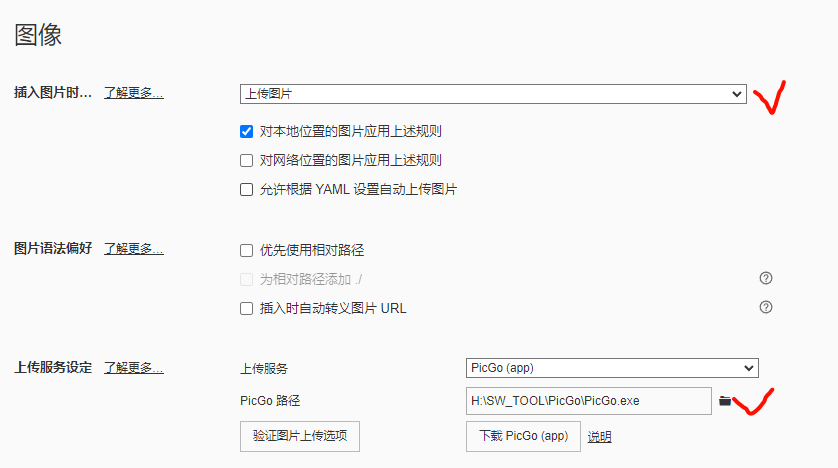 图像
插入图片时... 了解更多... 上传图片
对本地位置的图片应用上述规则
对网络位置的图片应用上述规则
允许根据 YAML 设置自动上传图片
图片语法偏好 了解更多... 优先使用相对路径
为相对路径添加 ./
插入时自动转义图片 URL
上传服务设定 了解更多... 上传服务 PicGo (app)
PicGo 路径 H:\SW_TOOL\PicGo\PicGo.exe
验证图片上传选项 下载 PicGo (app) 说明